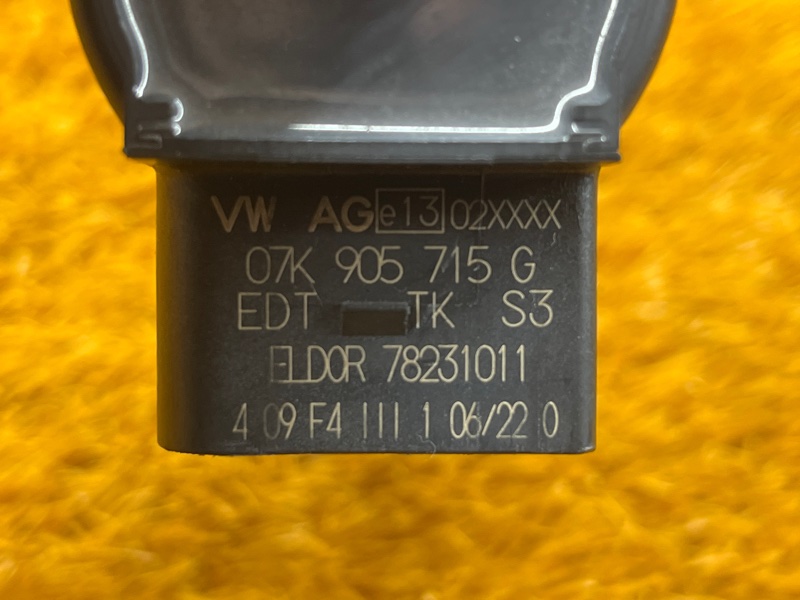 VW AG e13 02XXXX
07K 905 715 G
EDT TK S3
ELDOR 78231011
4 09 F4 III 1 06/22 0